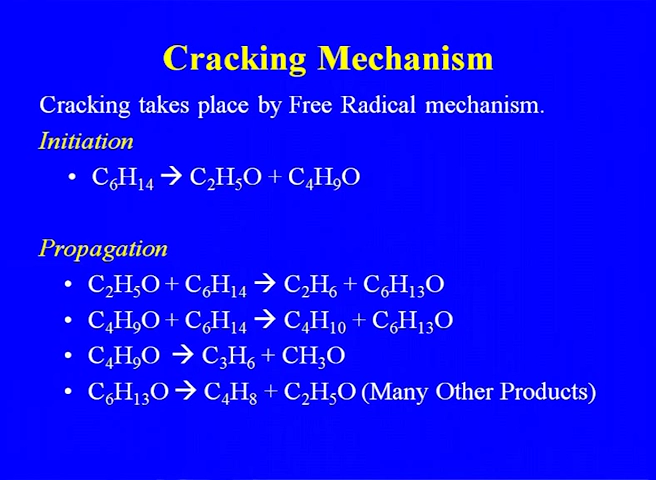 Cracking Mechanism
Cracking takes place by Free Radical mechanism.
Initiation
• C₆H₁₄ → C₂H₅O + C₄H₉O
Propagation
• C₂H₅O + C₆H₁₄ → C₂H₆ + C₆H₁₃O
• C₄H₉O + C₆H₁₄ → C₄H₁₀ + C₆H₁₃O
• C₄H₉O → C₃H₆ + CH₃O
• C₆H₁₃O → C₄H₈ + C₂H₅O (Many Other Products)